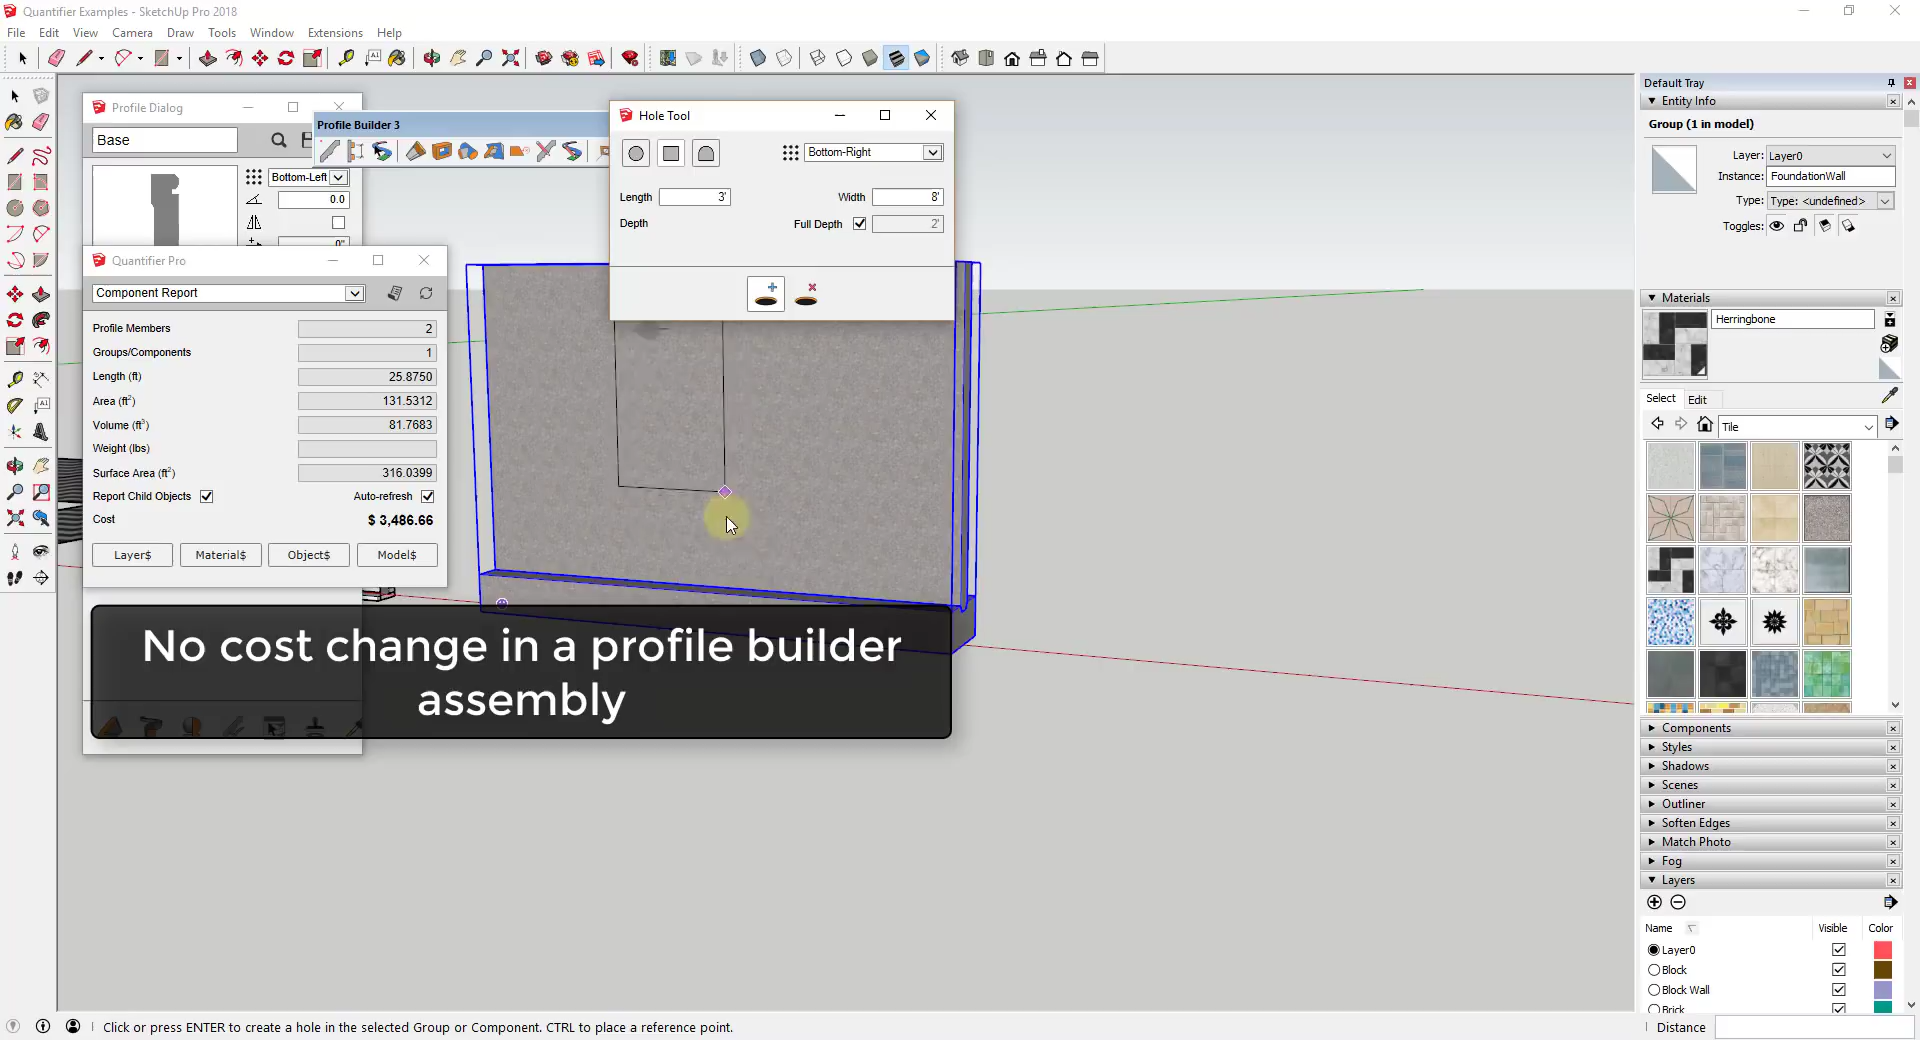 Quantifier Examples - SketchUp Pro 2018
File Edit View Camera Draw Tools Window Extensions Help
Profile Dialog
Base
Bottom-Left
0.0
0"
Profile Builder 3
Hole Tool
Bottom-Right
Length 3' Width 8'
Depth Full Depth 2'
Quantifier Pro
Component Report
Profile Members 2
Groups/Components 1
Length (ft) 25.8750
Area (ft²) 131.5312
Volume (ft³) 81.7683
Weight (lbs)
Surface Area (ft²) 316.0399
Report Child Objects Auto-refresh
Cost $ 3,486.66
Layer$ Material$ Object$ Model$
No cost change in a profile builder
assembly
Default Tray
Entity Info
Group (1 in model)
Layer: Layer0
Instance: FoundationWall
Type: Type: <undefined>
Toggles:
Materials
Herringbone
Select Edit
Tile
Components
Styles
Shadows
Scenes
Outliner
Soften Edges
Match Photo
Fog
Layers
Name Visible Color
Layer0
Block
Block Wall
Brick
Click or press ENTER to create a hole in the selected Group or Component. CTRL to place a reference point.
Distance